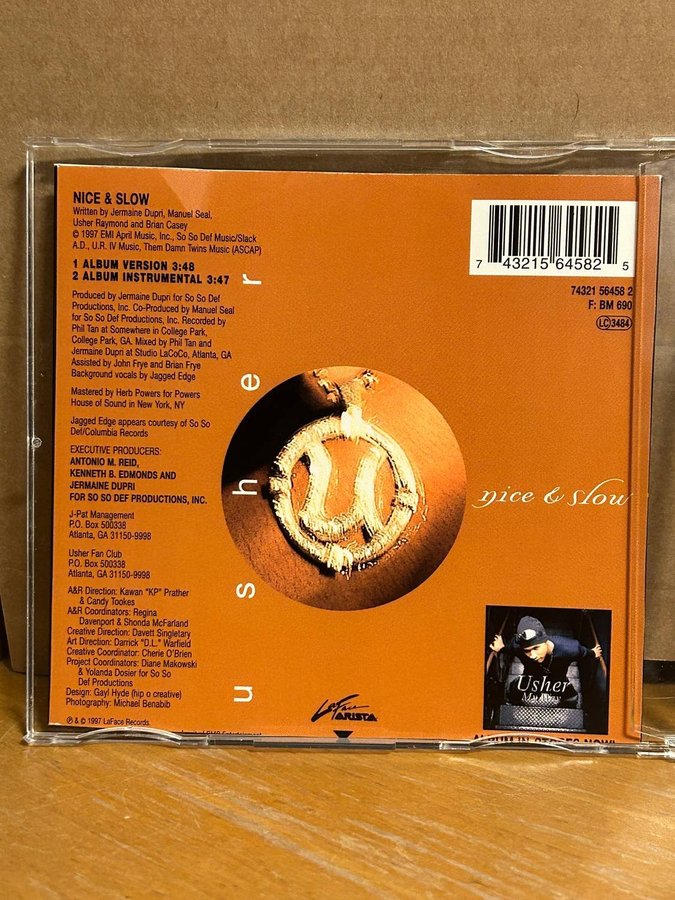 NICE & SLOW
Written by Jermaine Dupri, Manuel Seal,
Usher Raymond and Brian Casey
© 1997 EMI April Music, Inc., So So Def Music/Slack
A.D., U.R. IV Music, Them Damn Twins Music (ASCAP)
1 ALBUM VERSION 3:48
2 ALBUM INSTRUMENTAL 3:47
Produced by Jermaine Dupri for So So Def
Productions, Inc. Co-Produced by Manuel Seal
for So So Def Productions, Inc. Recorded by
Phil Tan at Somewhere in College Park,
College Park, GA. Mixed by Phil Tan and
Jermaine Dupri at Studio LaCoCo, Atlanta, GA
Assisted by John Frye and Brian Frye
Background vocals by Jagged Edge
Mastered by Herb Powers for Powers
House of Sound in New York, NY
Jagged Edge appears courtesy of So So
Def/Columbia Records
EXECUTIVE PRODUCERS:
ANTONIO M. REID,
KENNETH B. EDMONDS AND
JERMAINE DUPRI
FOR SO SO DEF PRODUCTIONS, INC.
J-Pat Management
P.O. Box 500338
Atlanta, GA 31150-9998
Usher Fan Club
P.O. Box 500338
Atlanta, GA 31150-9998
A&R Direction: Kawan "KP" Prather
& Candy Tookes
A&R Coordinators: Regina
Davenport & Shonda McFarland
Creative Direction: Davett Singletary
Art Direction: Darrick "D.L." Warfield
Creative Coordinator: Cherie O'Brien
Project Coordinators: Diane Makowski
& Yolanda Dosier for So So
Def Productions
Design: Gayl Hyde (hip o creative)
Photography: Michael Benabib
℗ & © 1997 LaFace Records.
usher
U
7 43215 64582 5
74321 56458 2
F: BM 690
LC 3484
nice & slow
Usher
My Way
LaFace
ARISTA
ALBUM IN STORES NOW!